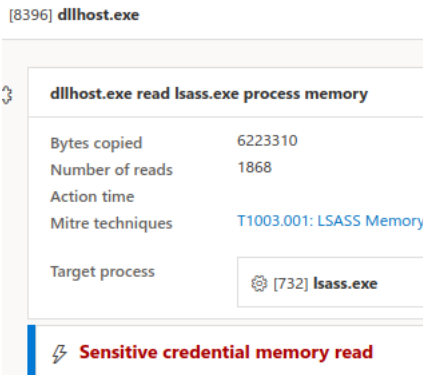 [8396] dllhost.exe
dllhost.exe read lsass.exe process memory
Bytes copied 6223310
Number of reads 1868
Action time
Mitre techniques T1003.001: LSASS Memory
Target process [732] lsass.exe
Sensitive credential memory read